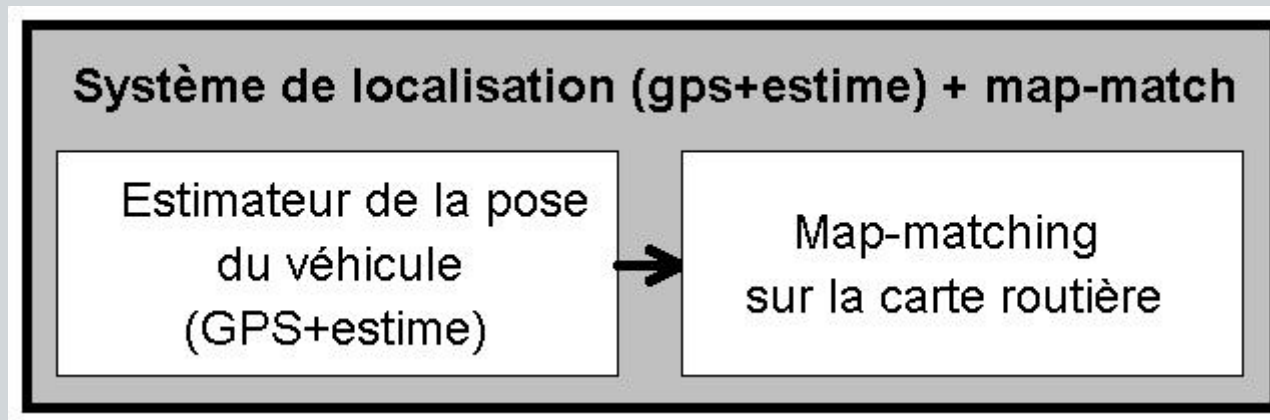 Système de localisation (gps+estime) + map-match
Estimateur de la pose
du véhicule
(GPS+estime)
Map-matching
sur la carte routière